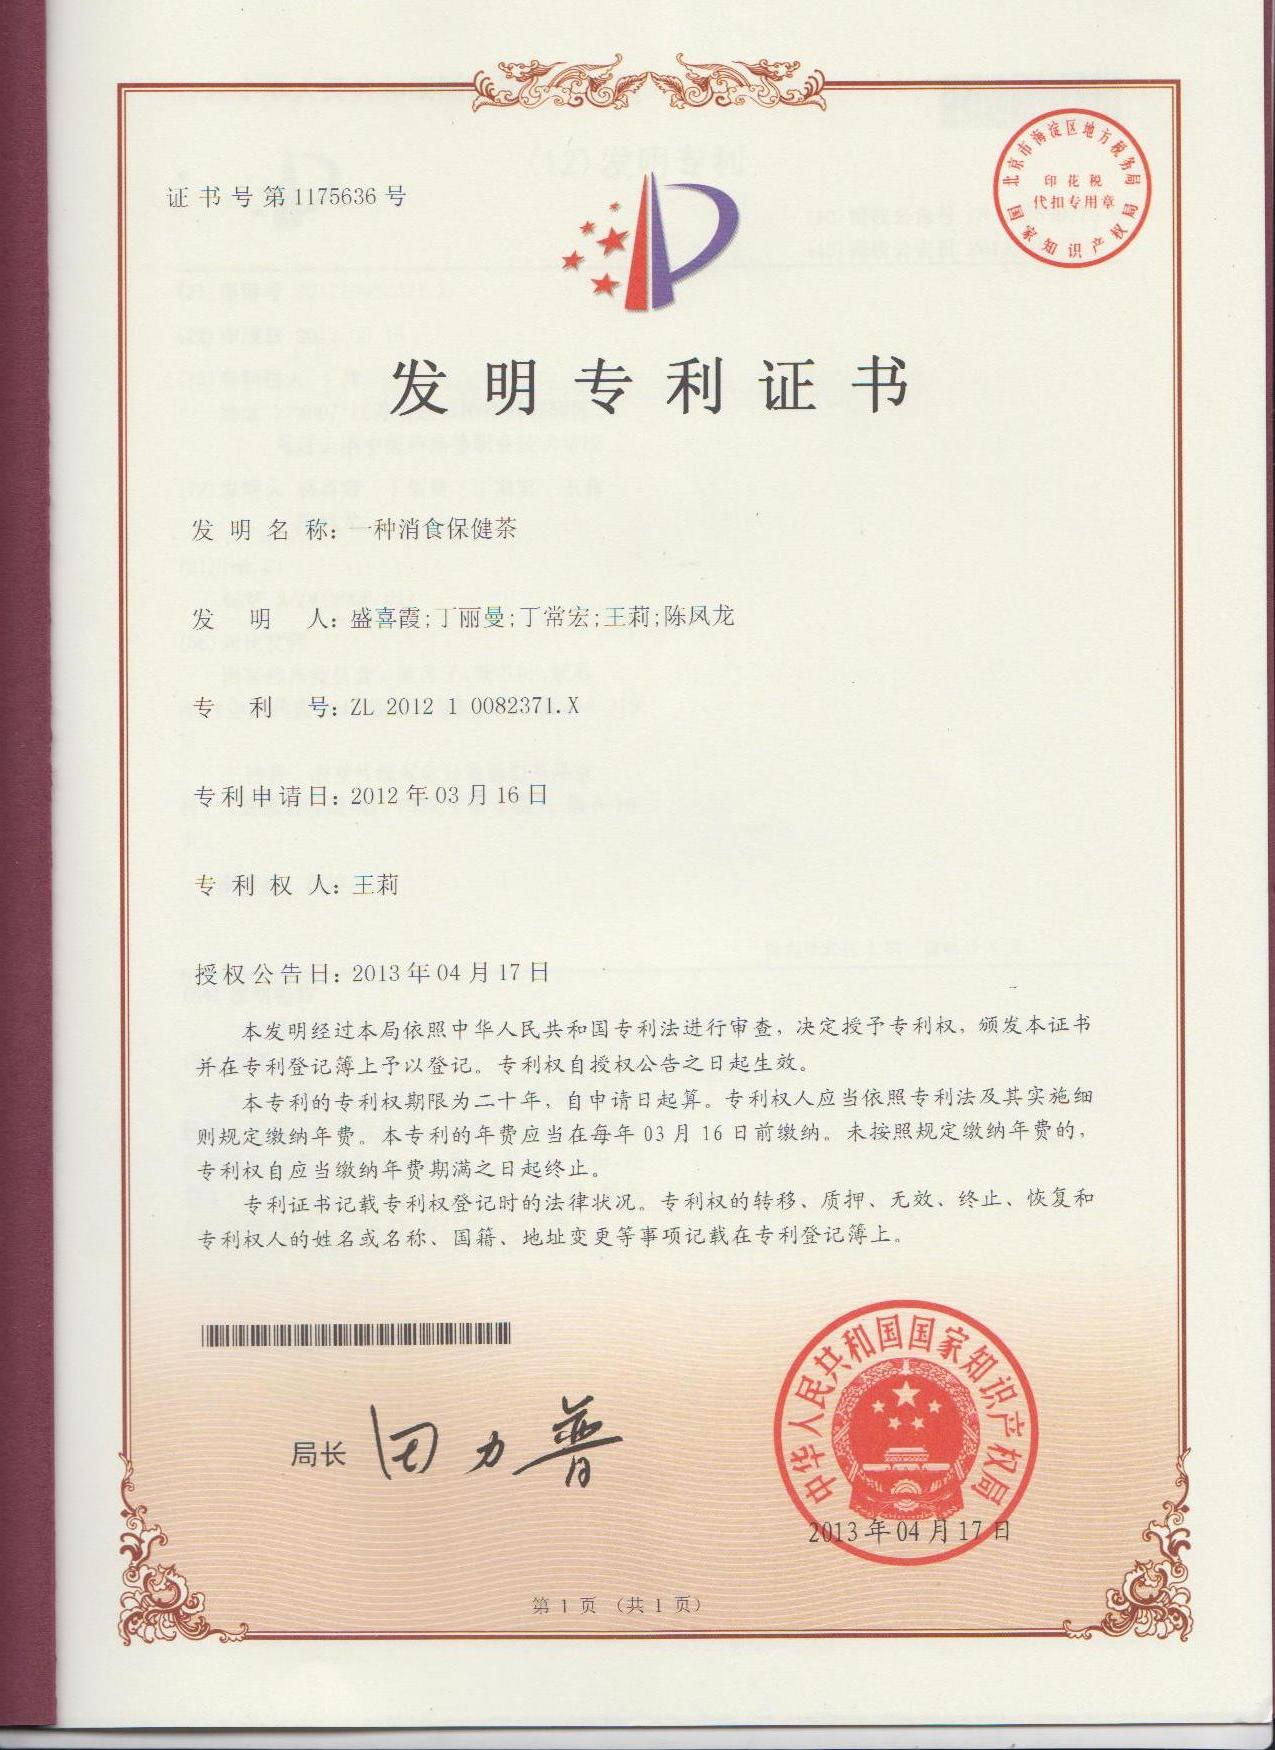 证书号第1175636号
北京市海淀区地方税务局
印花税
代扣专用章
国家知识产权局
发明专利证书
发明名称：一种消食保健茶
发明人：盛喜霞;丁丽曼;丁常宏;王莉;陈凤龙
专利号：ZL 2012 1 0082371.X
专利申请日：2012年03月16日
专利权人：王莉
授权公告日：2013年04月17日
本发明经过本局依照中华人民共和国专利法进行审查，决定授予专利权，颁发本证书
并在专利登记簿上予以登记。专利权自授权公告之日起生效。
本专利的专利权期限为二十年，自申请日起算。专利权人应当依照专利法及其实施细
则规定缴纳年费。本专利的年费应当在每年03月16日前缴纳。未按照规定缴纳年费的，
专利权自应当缴纳年费期满之日起终止。
专利证书记载专利权登记时的法律状况。专利权的转移、质押、无效、终止、恢复和
专利权人的姓名或名称、国籍、地址变更等事项记载在专利登记簿上。
局长 田力普
中华人民共和国国家知识产权局
2013年04月17日
第 1 页 （共 1 页）